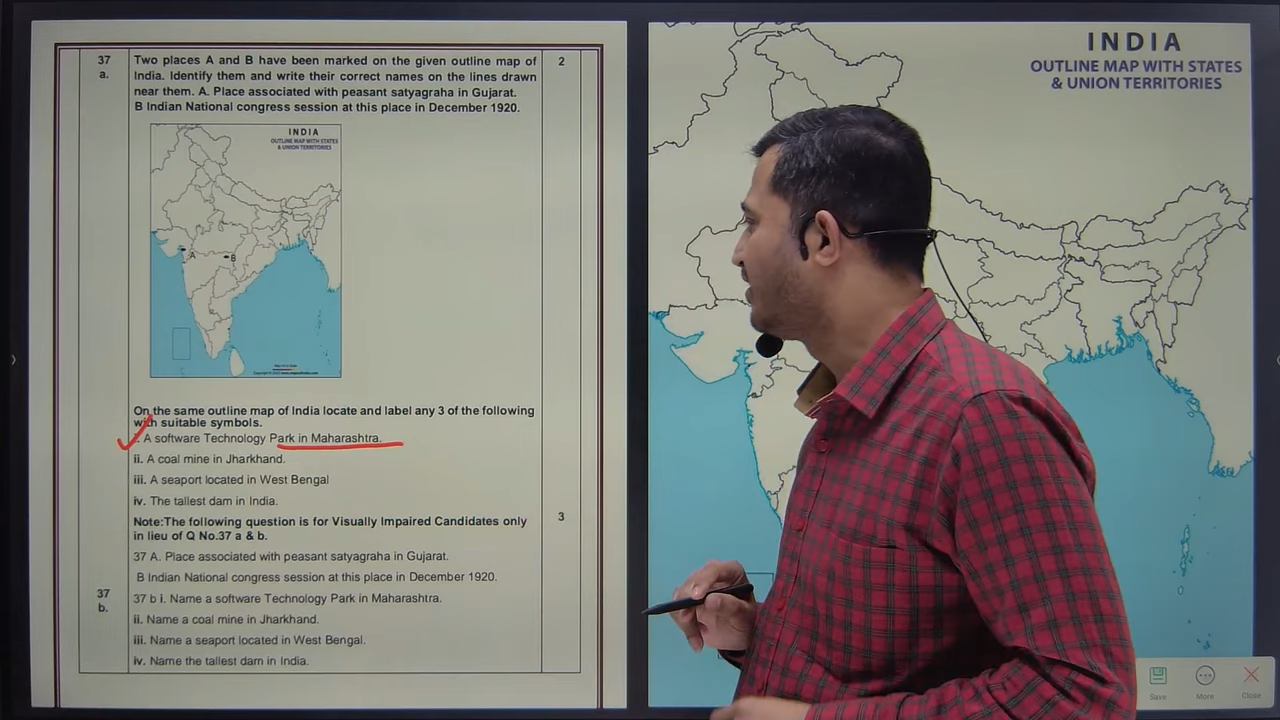 37
a.
Two places A and B have been marked on the given outline map of
India. Identify them and write their correct names on the lines drawn
near them. A. Place associated with peasant satyagraha in Gujarat.
B Indian National congress session at this place in December 1920.
2
INDIA
OUTLINE MAP WITH STATES
& UNION TERRITORIES
A
B
On the same outline map of India locate and label any 3 of the following
with suitable symbols.
A software Technology Park in Maharashtra.
ii. A coal mine in Jharkhand.
iii. A seaport located in West Bengal
iv. The tallest dam in India.
Note:The following question is for Visually Impaired Candidates only
in lieu of Q No.37 a & b.
3
37 A. Place associated with peasant satyagraha in Gujarat.
B Indian National congress session at this place in December 1920.
37
b.
37 b i. Name a software Technology Park in Maharashtra.
ii. Name a coal mine in Jharkhand.
iii. Name a seaport located in West Bengal.
iv. Name the tallest dam in India.
INDIA
OUTLINE MAP WITH STATES
& UNION TERRITORIES
Save
More
Close